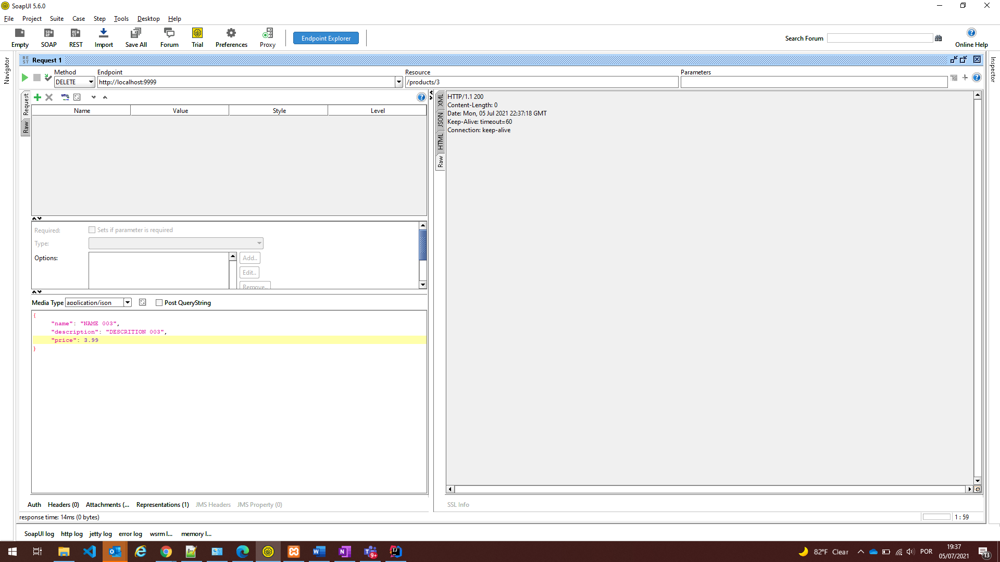 SoapUI 5.6.0
File Project Suite Case Step Tools Desktop Help
Empty SOAP REST Import Save All Forum Trial Preferences Proxy Endpoint Explorer Search Forum Online Help
Navigator
Inspector
Request 1
Method Endpoint Resource Parameters
DELETE http://localhost:9999 /products/3
Request
Raw
Name Value Style Level
Required: Sets if parameter is required
Type:
Options: Add..
Edit..
Remove..
Media Type application/json Post QueryString
{
"name": "NAME 003",
"description": "DESCRITION 003",
"price": 3.99
}
XML
JSON
HTML
Raw
HTTP/1.1 200
Content-Length: 0
Date: Mon, 05 Jul 2021 22:37:18 GMT
Keep-Alive: timeout=60
Connection: keep-alive
Auth Headers (0) Attachments (... Representations (1) JMS Headers JMS Property (0)
SSL Info
response time: 14ms (0 bytes)
1 : 59
SoapUI log http log jetty log error log wsrm l... memory l...
9+
82°F Clear POR
19:37
05/07/2021
13